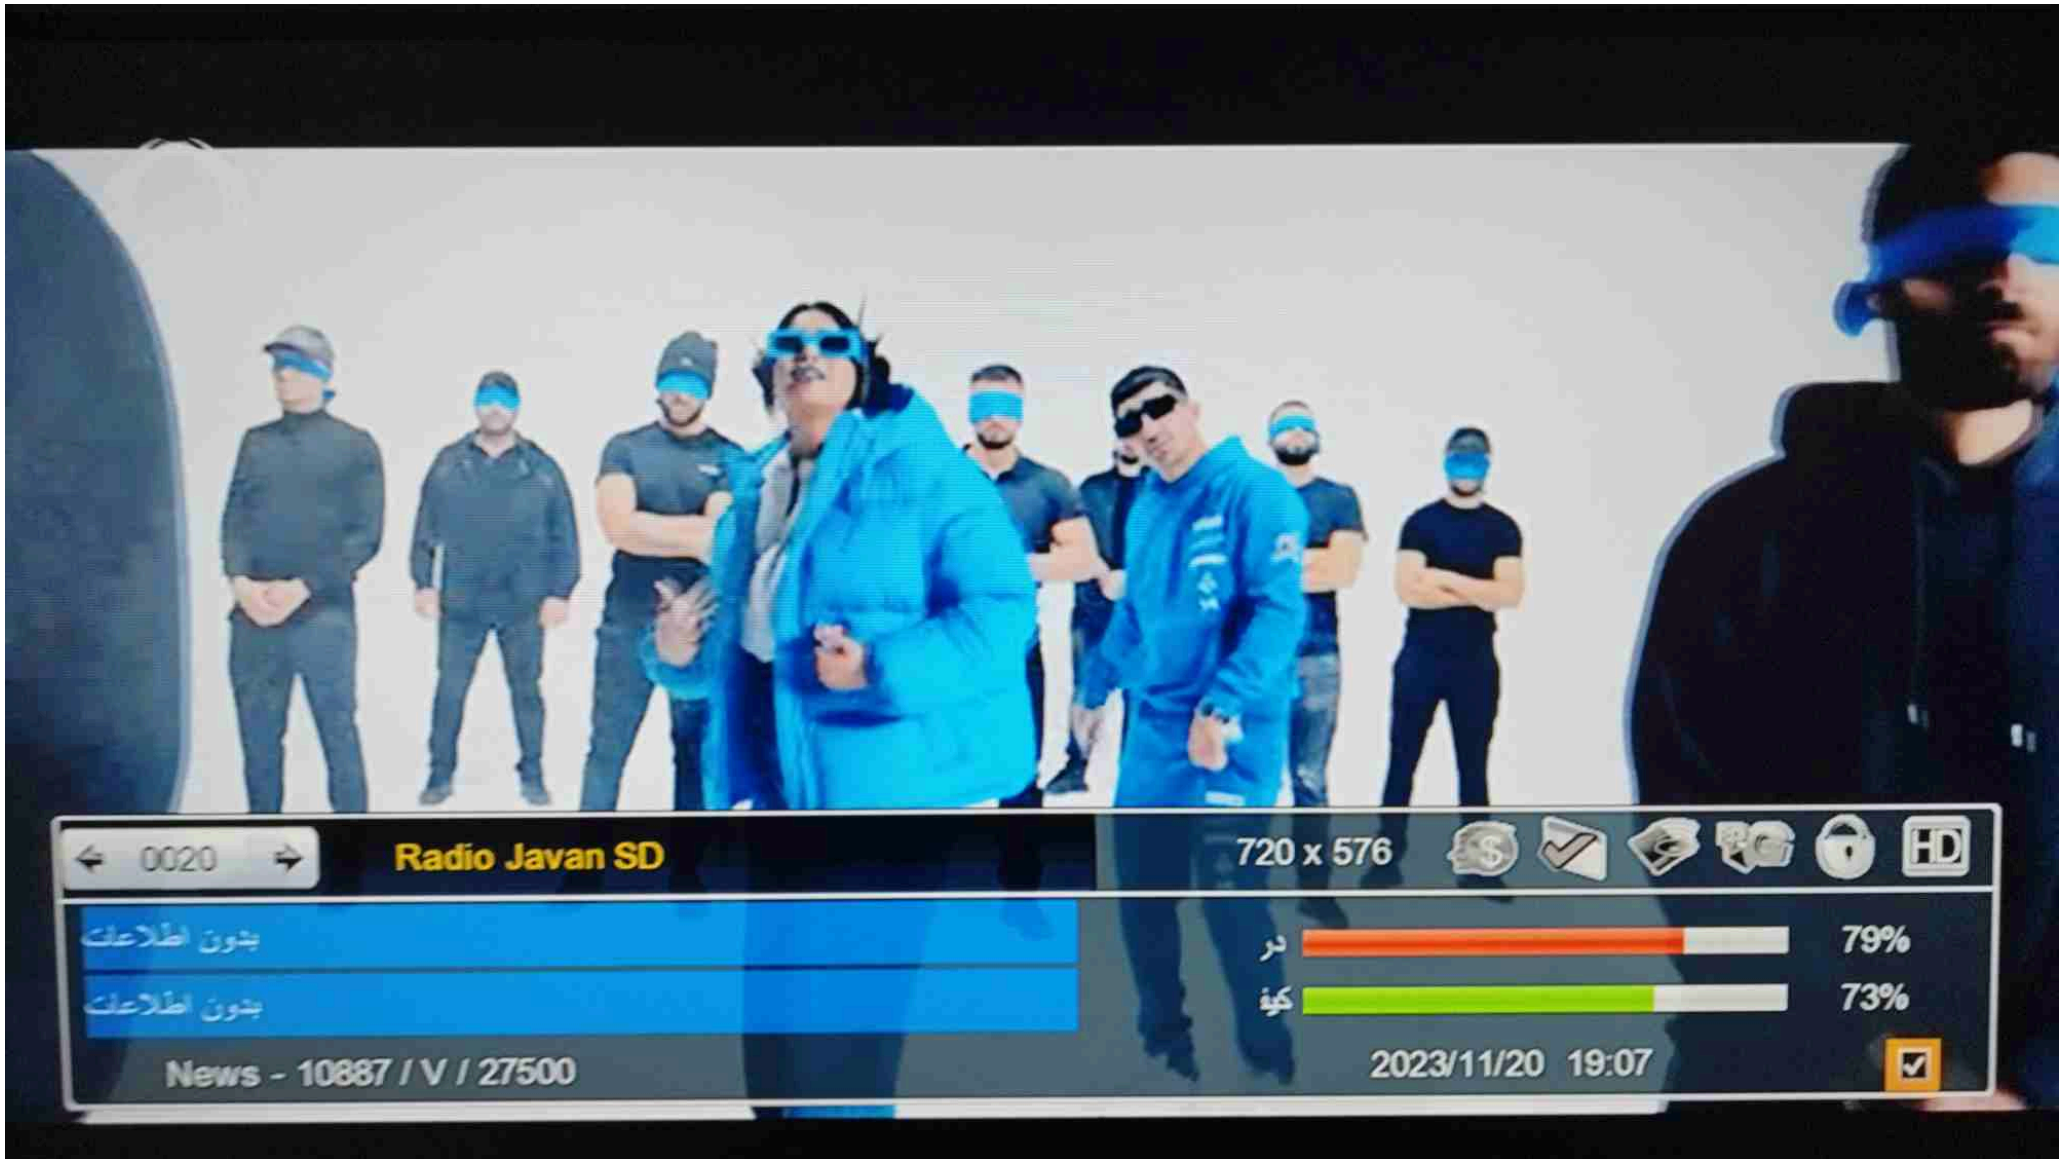 0020
Radio Javan SD
720 x 576
HD
بدون اطلاعات
در
79%
بدون اطلاعات
کیف
73%
News - 10887 / V / 27500
2023/11/20 19:07